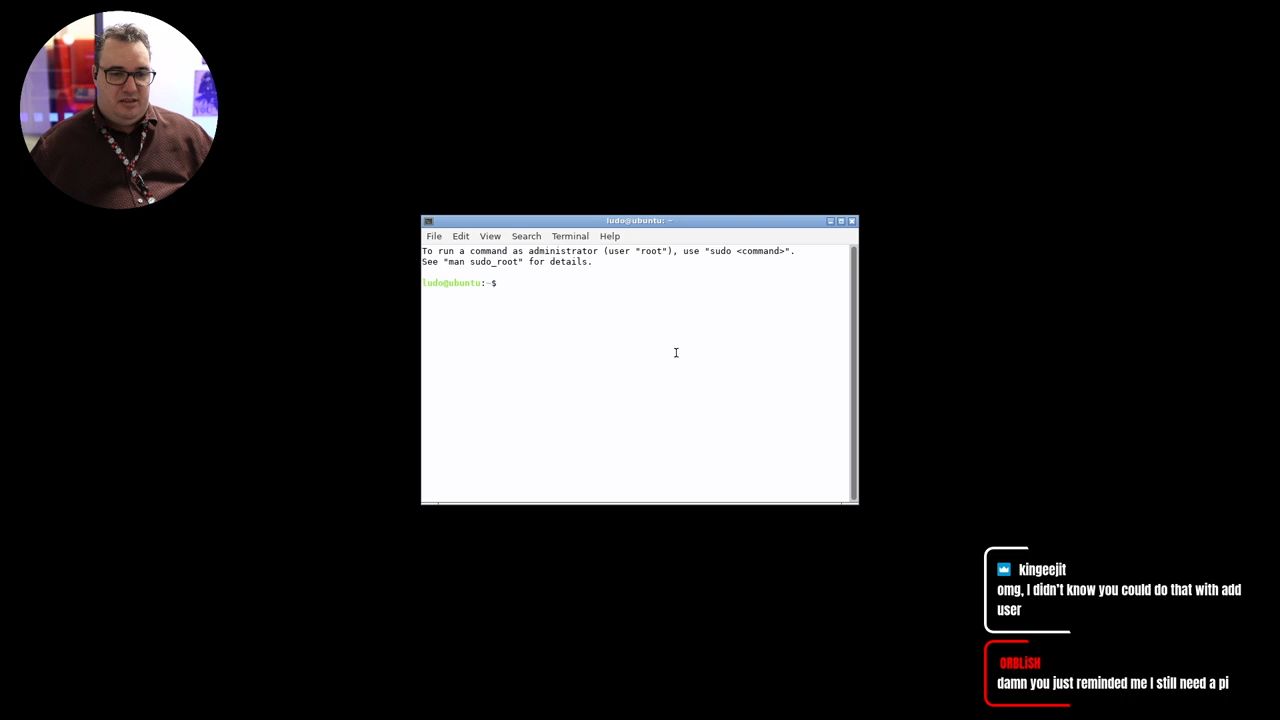 ludo@ubuntu: ~
File Edit View Search Terminal Help
To run a command as administrator (user "root"), use "sudo <command>".
See "man sudo_root" for details.
ludo@ubuntu:~$
kingeejit
omg, I didn't know you could do that with add
user
ORBLiSH
damn you just reminded me I still need a pi